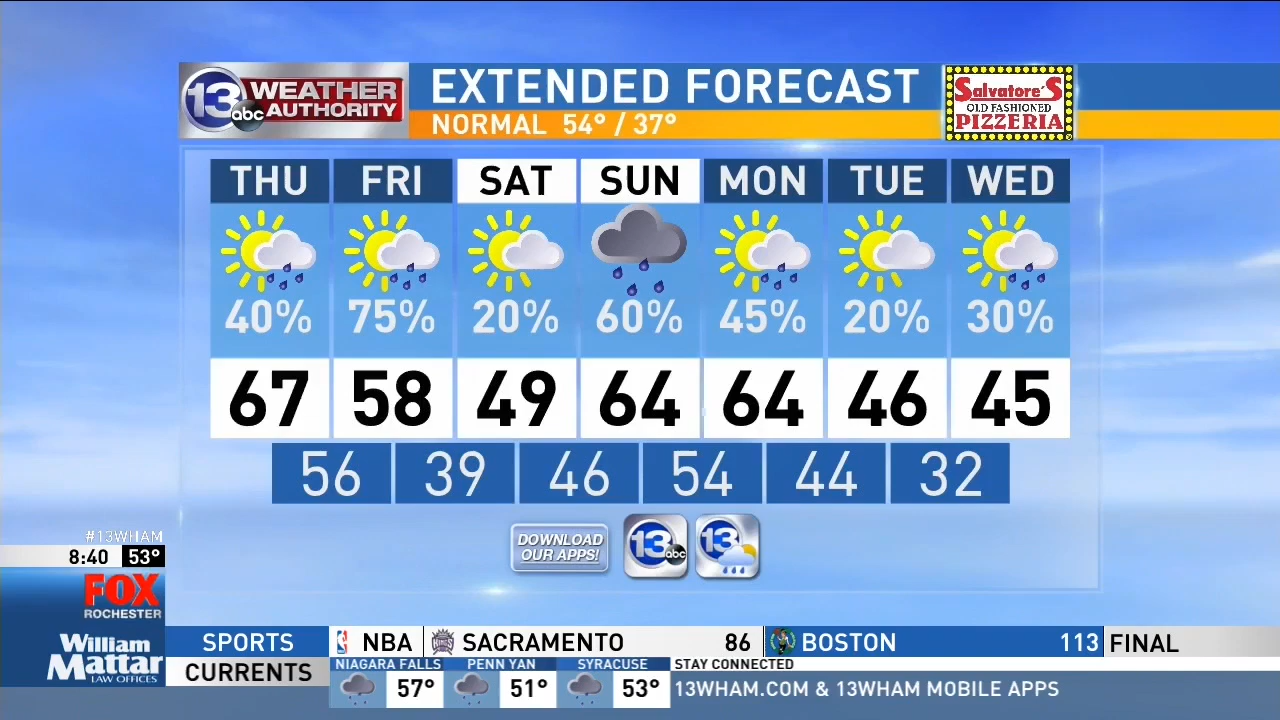 13 abc WEATHER AUTHORITY
EXTENDED FORECAST
NORMAL 54° / 37°
Salvatore'S
OLD FASHIONED
PIZZERIA
THU FRI SAT SUN MON TUE WED
40% 75% 20% 60% 45% 20% 30%
67 58 49 64 64 46 45
56 39 46 54 44 32
DOWNLOAD OUR APPS!
13 abc
13
#13WHAM
8:40 53°
FOX
ROCHESTER
William Mattar
LAW OFFICES
SPORTS NBA SACRAMENTO 86 BOSTON 113 FINAL
CURRENTS
NIAGARA FALLS PENN YAN SYRACUSE STAY CONNECTED
57° 51° 53° 13WHAM.COM & 13WHAM MOBILE APPS